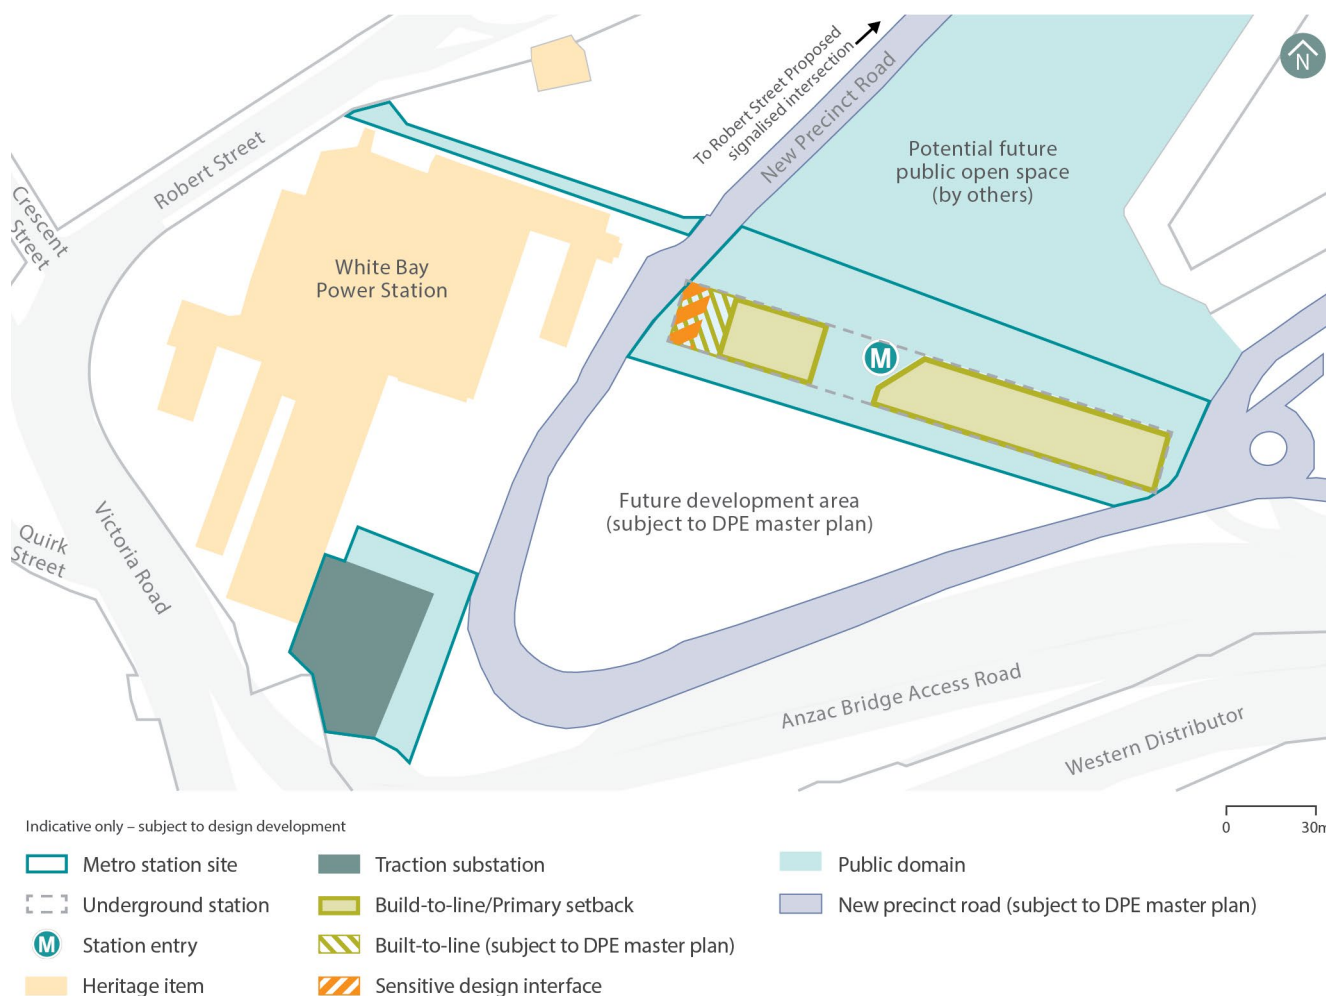 To Robert Street Proposed
signalised intersection
N
New Precinct Road
Robert Street
Potential future
public open space
(by others)
Crescent
Street
White Bay
Power Station
M
Future development area
(subject to DPE master plan)
Victoria Road
Quirk
Street
Anzac Bridge Access Road
Western Distributor
Indicative only – subject to design development
0 30m
Metro station site
Underground station
M Station entry
Heritage item
Traction substation
Build-to-line/Primary setback
Built-to-line (subject to DPE master plan)
Sensitive design interface
Public domain
New precinct road (subject to DPE master plan)